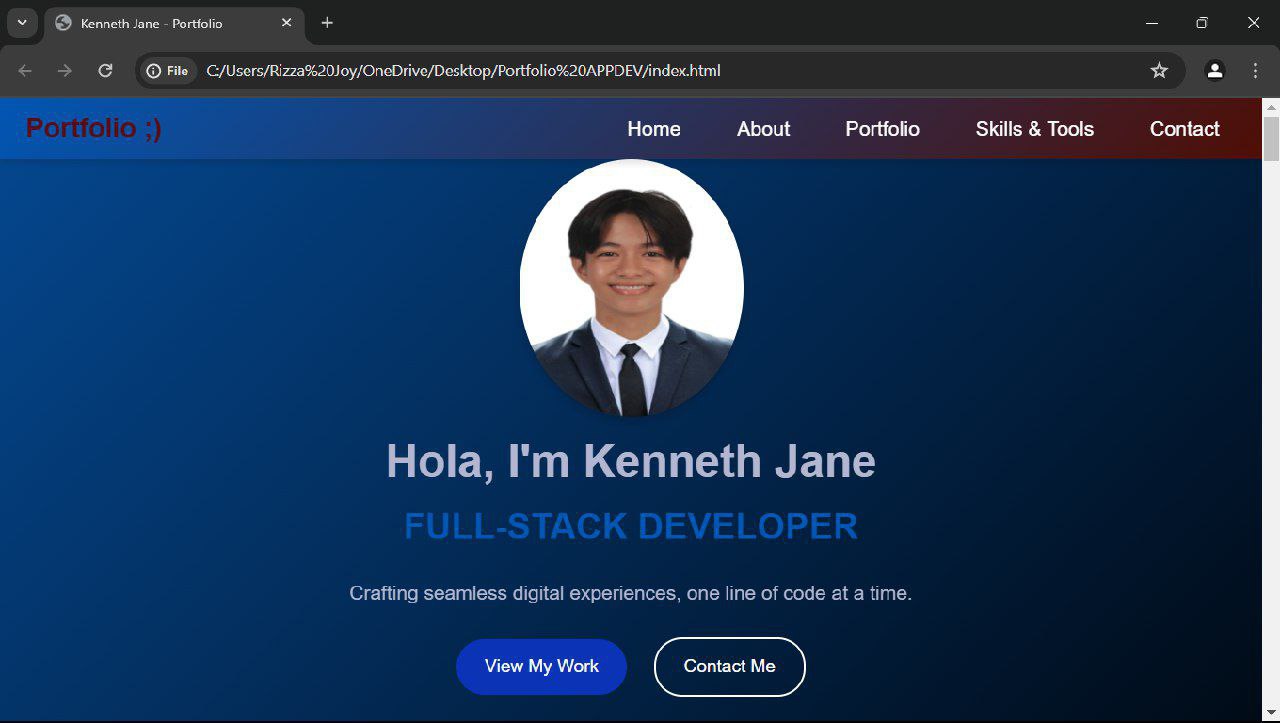 Kenneth Jane - Portfolio
File C:/Users/Rizza%20Joy/OneDrive/Desktop/Portfolio%20APPDEV/index.html
Portfolio ;) Home About Portfolio Skills & Tools Contact
Hola, I'm Kenneth Jane
FULL-STACK DEVELOPER
Crafting seamless digital experiences, one line of code at a time.
View My Work Contact Me